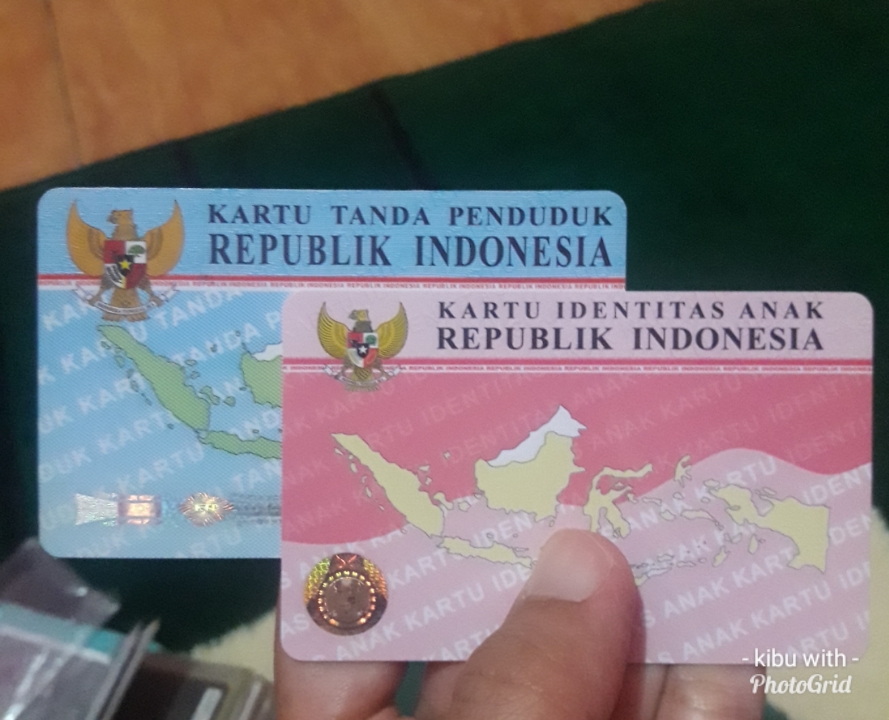 KARTU TANDA PENDUDUK
REPUBLIK INDONESIA
KARTU IDENTITAS ANAK
REPUBLIK INDONESIA
- kibu with -
PhotoGrid